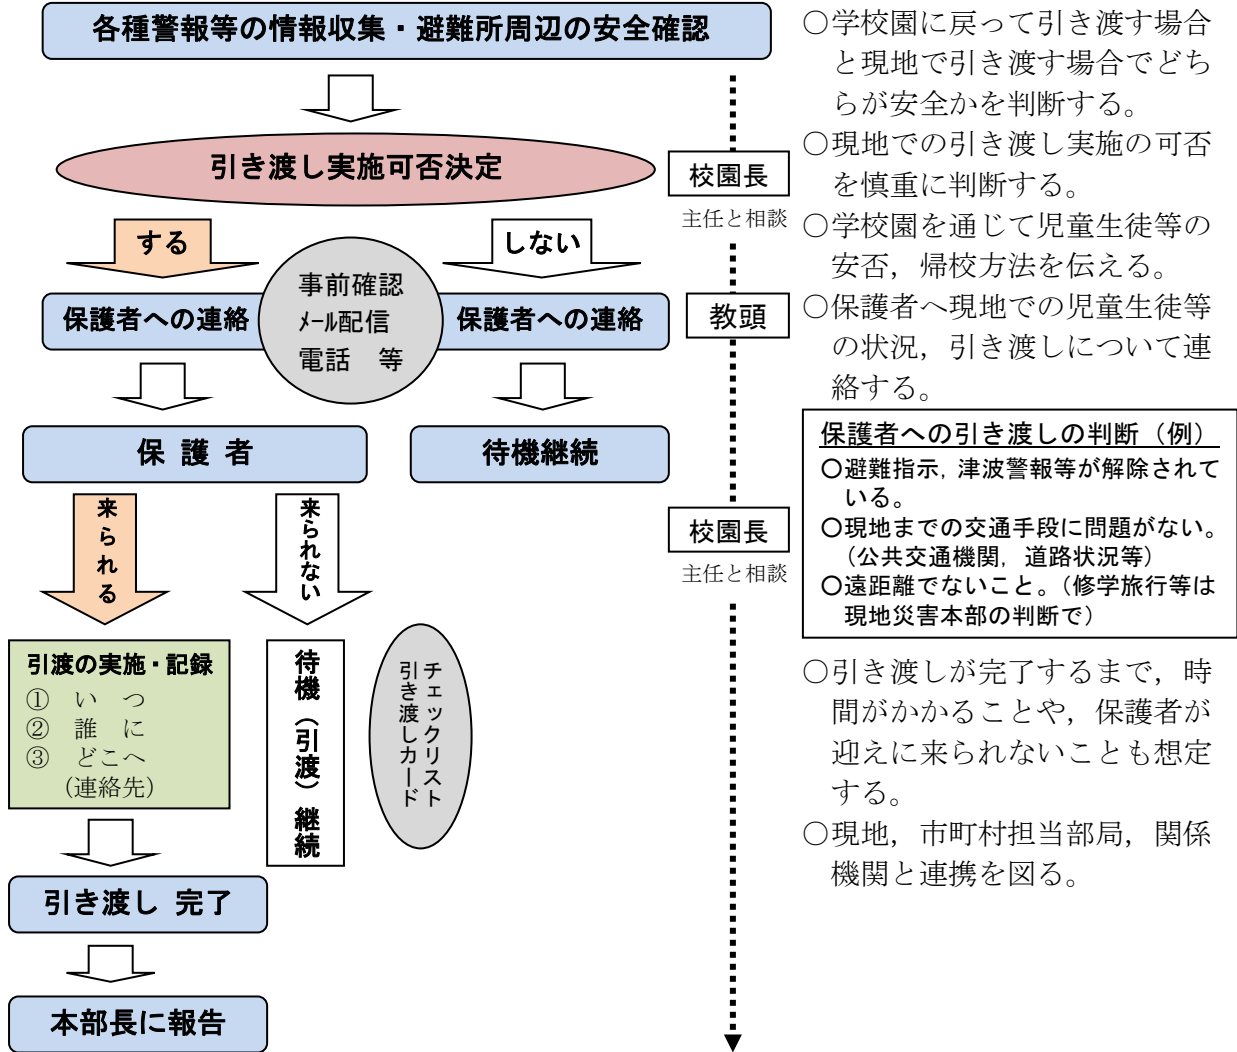 各種警報等の情報収集・避難所周辺の安全確認
引き渡し実施可否決定
校園長
主任と相談
する
しない
事前確認
ﾒｰﾙ配信
電話　等
保護者への連絡
保護者への連絡
教頭
保 護 者
待機継続
来られる
来られない
校園長
主任と相談
引渡の実施・記録
①　い　つ
②　誰　に
③　どこへ
（連絡先）
待機（引渡）継続
チェックリスト
引き渡しカード
引き渡し 完了
本部長に報告
○学校園に戻って引き渡す場合
と現地で引き渡す場合でどち
らが安全かを判断する。
○現地での引き渡し実施の可否
を慎重に判断する。
○学校園を通じて児童生徒等の
安否，帰校方法を伝える。
○保護者へ現地での児童生徒等
の状況，引き渡しについて連
絡する。
保護者への引き渡しの判断（例）
○避難指示，津波警報等が解除されて
いる。
○現地までの交通手段に問題がない。
（公共交通機関，道路状況等）
○遠距離でないこと。（修学旅行等は
現地災害本部の判断で）
○引き渡しが完了するまで，時
間がかかることや，保護者が
迎えに来られないことも想定
する。
○現地，市町村担当部局，関係
機関と連携を図る。